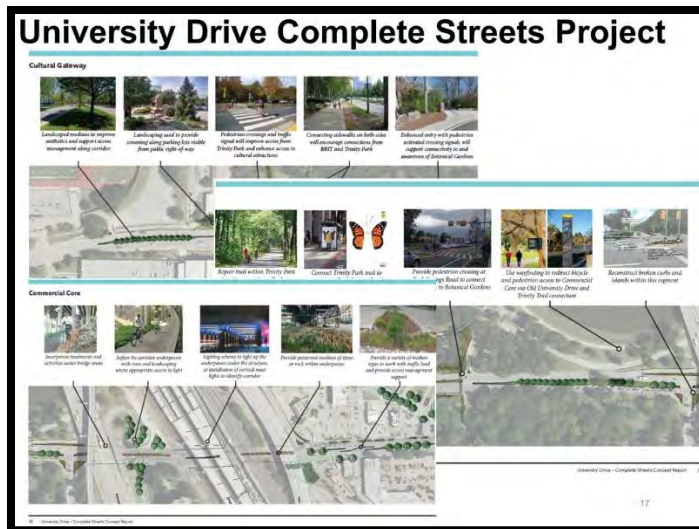 University Drive Complete Streets Project
Cultural Gateway
Landscaped medians to improve
aesthetics and support access
management along corridor
Landscaping used to provide
screening along parking lots visible
from public right-of-way
Pedestrian crossings and traffic
signal will improve access from
Trinity Park and enhance access to
cultural attractions
Connecting sidewalks on both sides
will encourage connections from
BRIT and Trinity Park
Enhanced entry with pedestrian
activated crossing signals will
support connectivity to and
awareness of Botanical Gardens
Repair trail within Trinity Park
Connect Trinity Park trail to
Provide pedestrian crossing at
Road to connect
to Botanical Gardens
Use wayfinding to redirect bicycle
and pedestrian access to Commercial
Core via Old University Drive and
Trinity Trail connection
Reconstruct broken curbs and
islands within this segment
Commercial Core
Incorporate treatments and
activities under bridge areas
Soften the corridor underpasses
with trees and landscaping
where appropriate access to light
Lighting scheme to light up the
underpasses under the structure,
or installation of vertical mast
lights to identify corridor
Provide patterned medians of stone
or rock within underpasses
Provide a variety of median
types to work with traffic load
and provide access management
support
University Drive – Complete Streets Concept Report
17
University Drive – Complete Streets Concept Report